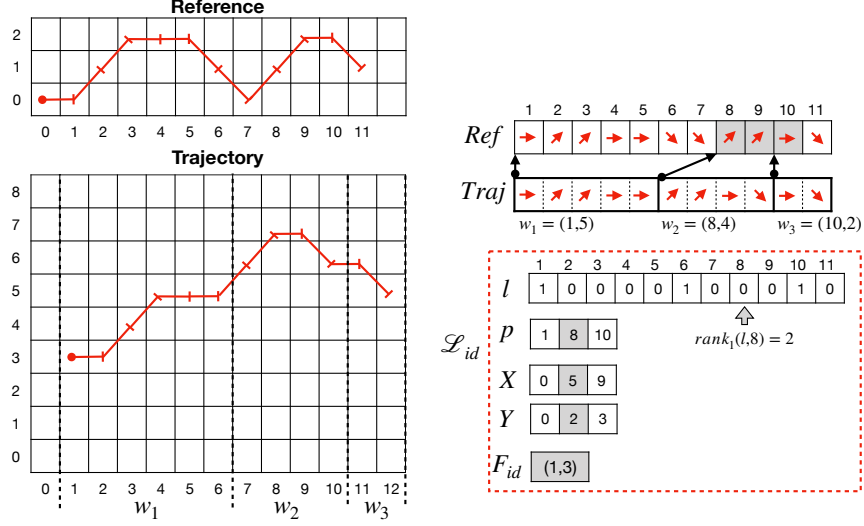 Reference
2
1
0
0 1 2 3 4 5 6 7 8 9 10 11
Trajectory
8
7
6
5
4
3
2
1
0
0 1 2 3 4 5 6 7 8 9 10 11 12
w₁ w₂ w₃
1 2 3 4 5 6 7 8 9 10 11
Ref
Traj
w₁ = (1,5) w₂ = (8,4) w₃ = (10,2)
1 2 3 4 5 6 7 8 9 10 11
l 1 0 0 0 0 1 0 0 0 1 0
rank₁(l,8) = 2
1 2 3
p 1 8 10
ℒ_id
X 0 5 9
Y 0 2 3
F_id (1,3)